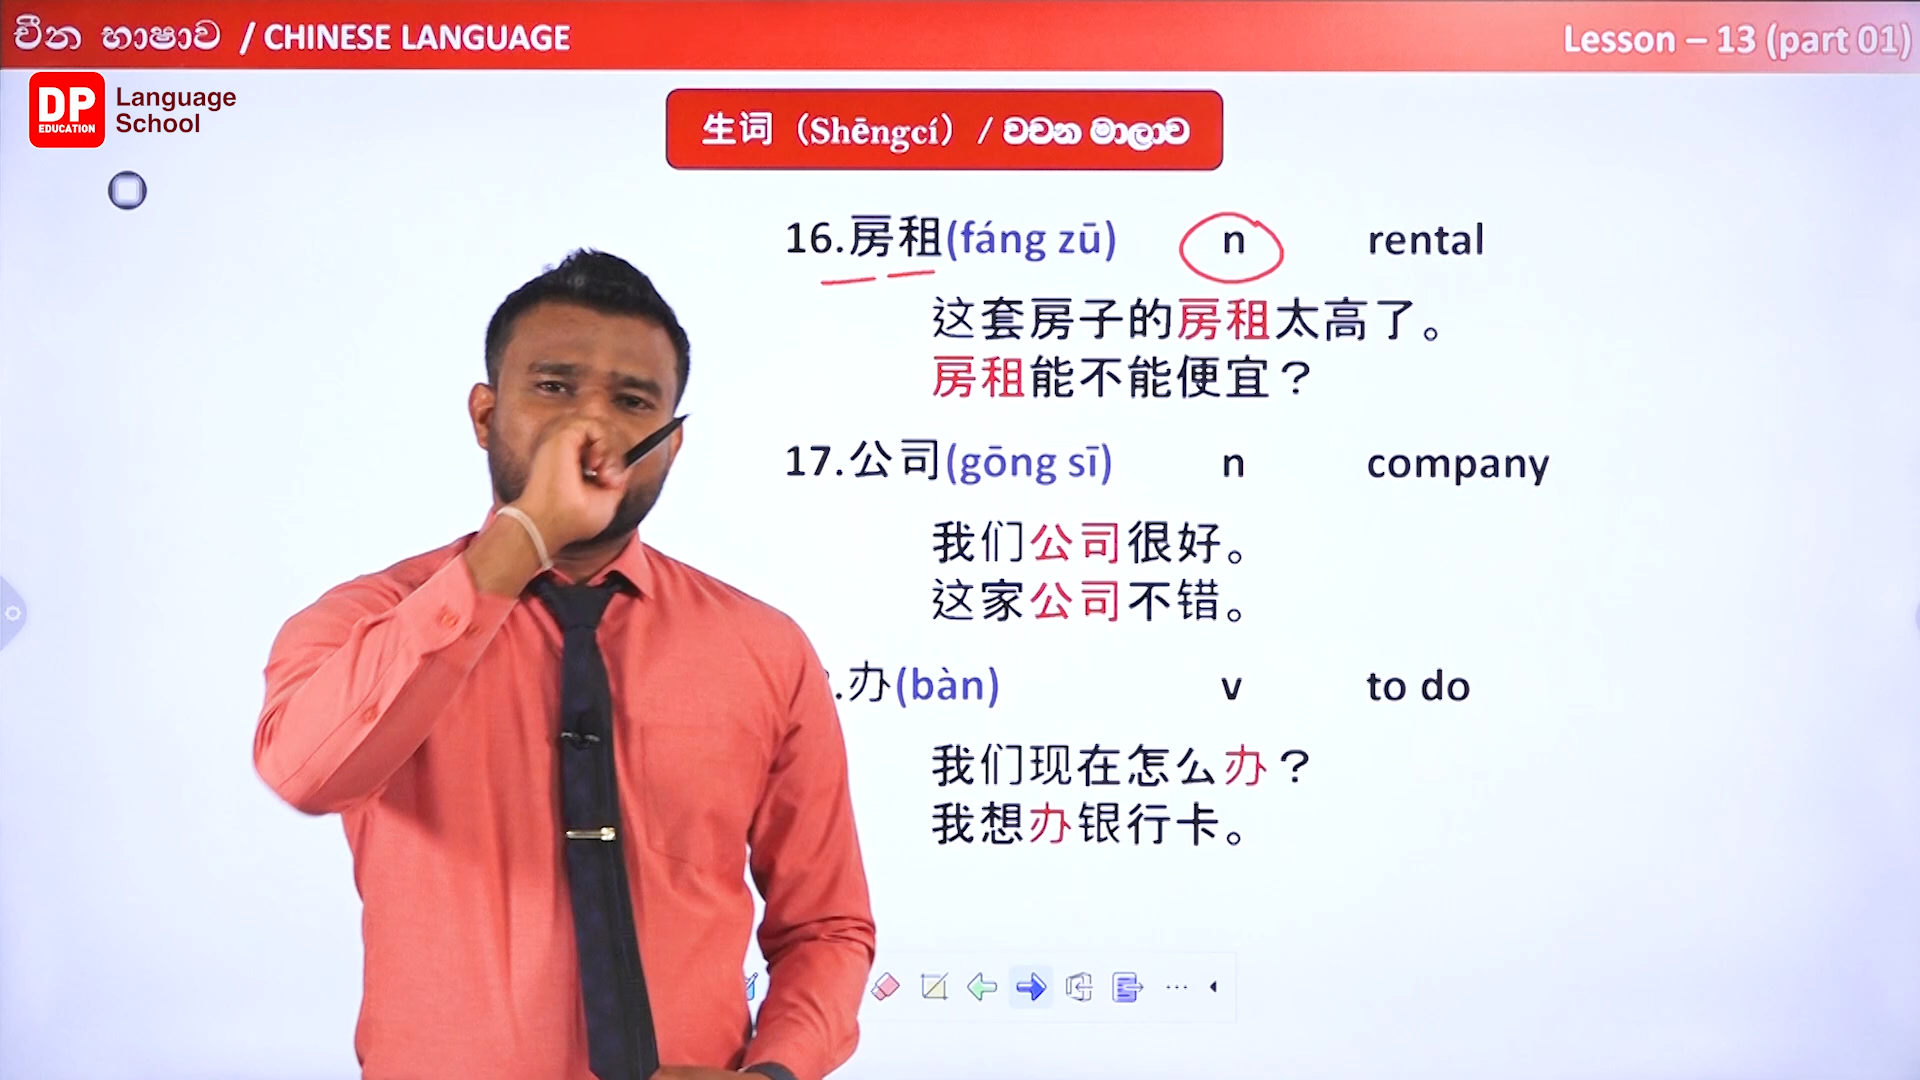 චීන භාෂාව / CHINESE LANGUAGE
Lesson – 13 (part 01)
DP
EDUCATION
Language
School
生词（Shēngcí） / වචන මාලාව
16.房租(fáng zū) n rental
这套房子的房租太高了。
房租能不能便宜？
17.公司(gōng sī) n company
我们公司很好。
这家公司不错。
.办(bàn) v to do
我们现在怎么办？
我想办银行卡。